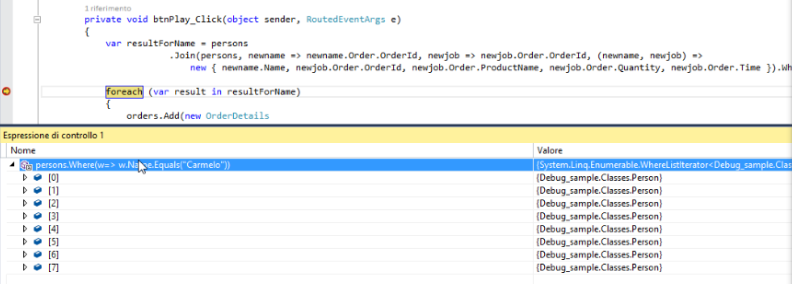 1 riferimento
private void btnPlay_Click(object sender, RoutedEventArgs e)
{
var resultForName = persons
.Join(persons, newname => newname.Order.OrderId, newjob => newjob.Order.OrderId, (newname, newjob) =>
new { newname.Name, newjob.Order.OrderId, newjob.Order.ProductName, newjob.Order.Quantity, newjob.Order.Time }).Wh
foreach (var result in resultForName)
{
orders.Add(new OrderDetails
Espressione di controllo 1
Nome Valore
persons.Where(w=> w.Name.Equals("Carmelo")) {System.Linq.Enumerable.WhereListIterator<Debug_sample.Clas
[0] {Debug_sample.Classes.Person}
[1] {Debug_sample.Classes.Person}
[2] {Debug_sample.Classes.Person}
[3] {Debug_sample.Classes.Person}
[4] {Debug_sample.Classes.Person}
[5] {Debug_sample.Classes.Person}
[6] {Debug_sample.Classes.Person}
[7] {Debug_sample.Classes.Person}